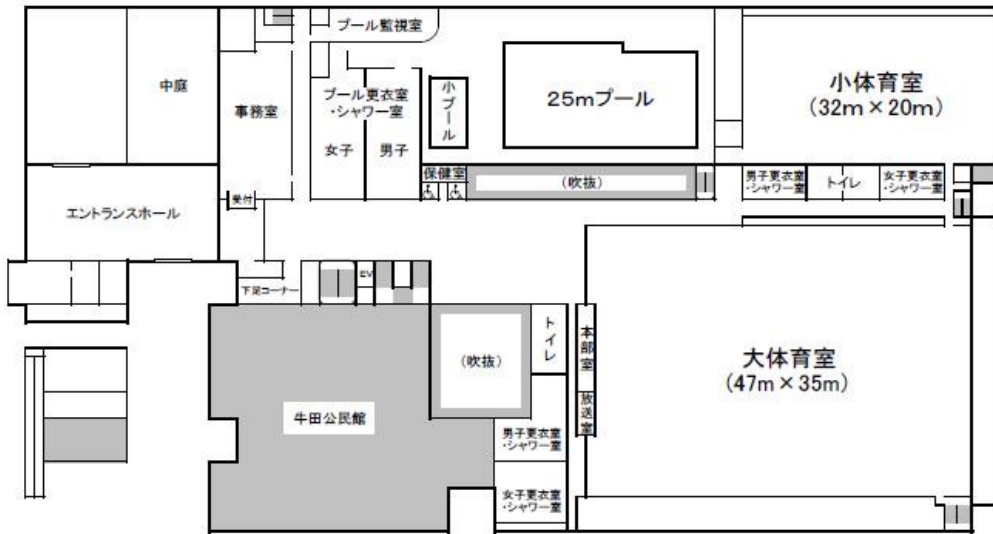 プール監視室
中庭
事務室
プール更衣室
・シャワー室
女子
男子
小プール
25mプール
小体育室
(32m×20m)
保健室
(吹抜)
男子更衣室
・シャワー室
トイレ
女子更衣室
・シャワー室
受付
エントランスホール
下足コーナー
EV
トイレ
本部室
放送室
(吹抜)
大体育室
(47m×35m)
牛田公民館
男子更衣室
・シャワー室
女子更衣室
・シャワー室